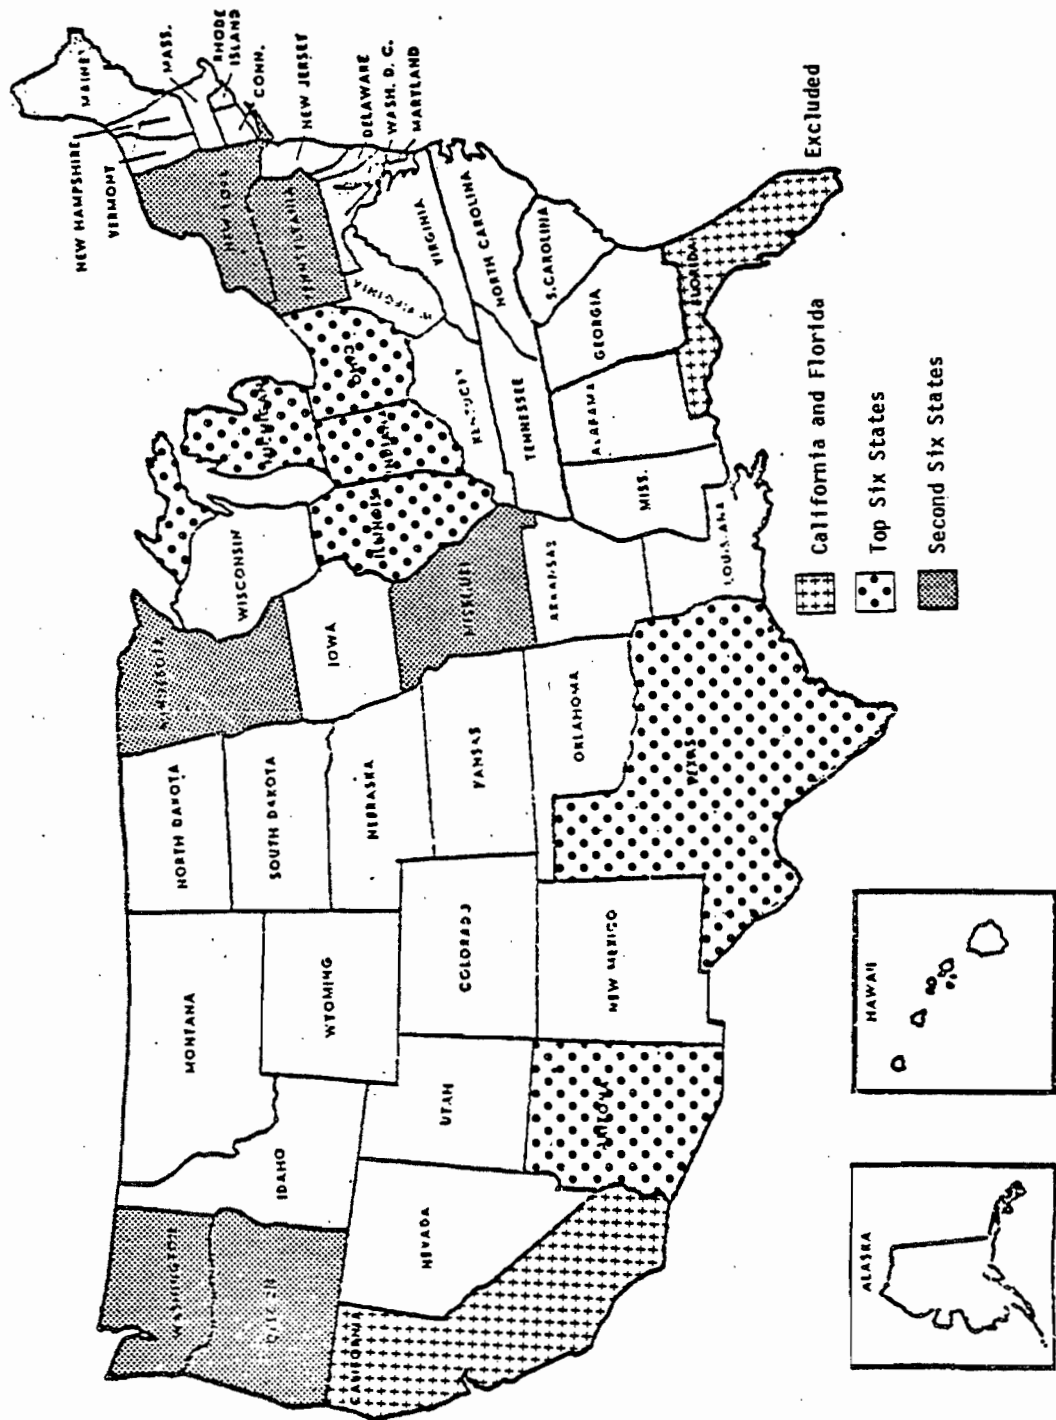 WASHINGTON
OREGON
CALIFORNIA
NEVADA
IDAHO
MONTANA
WYOMING
UTAH
COLORADO
ARIZONA
NEW MEXICO
NORTH DAKOTA
SOUTH DAKOTA
NEBRASKA
KANSAS
OKLAHOMA
TEXAS
MINNESOTA
IOWA
MISSOURI
ARKANSAS
LOUISIANA
WISCONSIN
ILLINOIS
MICHIGAN
INDIANA
OHIO
KENTUCKY
TENNESSEE
MISS.
ALABAMA
GEORGIA
FLORIDA
S. CAROLINA
NORTH CAROLINA
VIRGINIA
W. VIRGINIA
PENNSYLVANIA
NEW YORK
VERMONT
NEW HAMPSHIRE
MAINE
MASS.
RHODE
ISLAND
CONN.
NEW JERSEY
DELAWARE
WASH. D. C.
MARYLAND
ALASKA
HAWAII
California and Florida Excluded
Top Six States
Second Six States